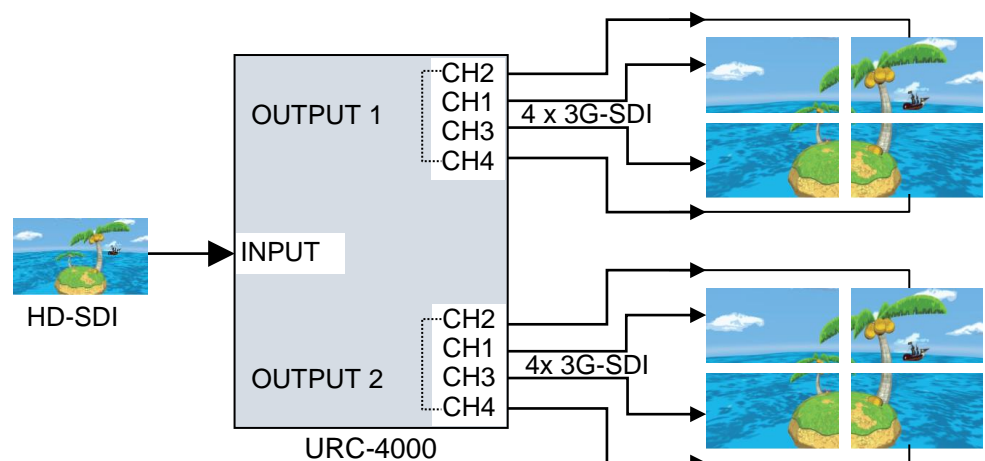 OUTPUT 1
CH2
CH1
CH3
CH4
4 x 3G-SDI
INPUT
HD-SDI
OUTPUT 2
CH2
CH1
CH3
CH4
4x 3G-SDI
URC-4000